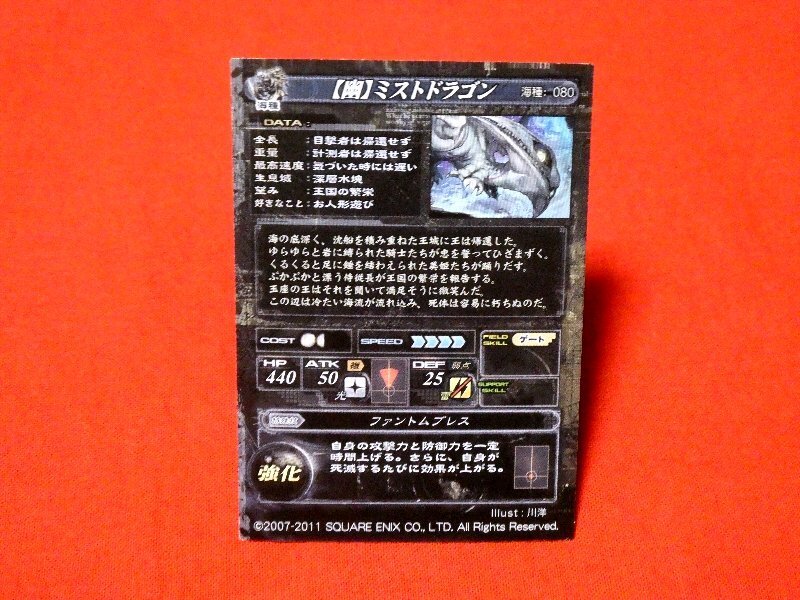 【幽】ミストドラゴン
海種: 080
海種
DATA
全長 : 目撃者は帰還せず
重量 : 計測者は帰還せず
最高速度 : 気づいた時には遅い
生息域 : 深層水境
望み : 王国の繁栄
好きなこと : お人形遊び
海の底深く、沈船を積み重ねた王城に王は帰還した。
ゆらゆらと岩に縛られた騎士たちが忠を誓ってひざまずく。
くるくると足に錘を結わえられた美姫たちが踊りだす。
ぷかぷかと漂う侍従長が王国の繁栄を報告する。
玉座の王はそれを聞いて満足そうに微笑んだ。
この辺は冷たい海流が流れ込み、死体は容易に朽ちぬのだ。
COST
SPEED
FIELD SKILL ゲート
HP 440
ATK 50
光
DEF 25
弱点
SUPPORT SKILL
ファントムブレス
強化
自身の攻撃力と防御力を一定
時間上げる。さらに、自身が
死滅するたびに効果が上がる。
Illust : 川洋
©2007-2011 SQUARE ENIX CO., LTD. All Rights Reserved.